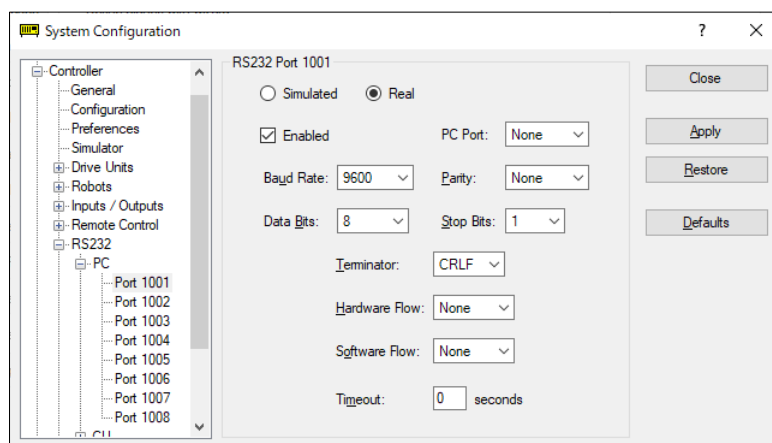 System Configuration
Controller
General
Configuration
Preferences
Simulator
Drive Units
Robots
Inputs / Outputs
Remote Control
RS232
PC
Port 1001
Port 1002
Port 1003
Port 1004
Port 1005
Port 1006
Port 1007
Port 1008
RS232 Port 1001
Simulated Real
Enabled PC Port: None
Baud Rate: 9600 Parity: None
Data Bits: 8 Stop Bits: 1
Terminator: CRLF
Hardware Flow: None
Software Flow: None
Timeout: 0 seconds
Close
Apply
Restore
Defaults